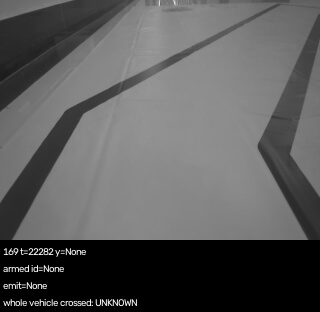 169 t=22282 y=None
armed id=None
emit=None
whole vehicle crossed: UNKNOWN